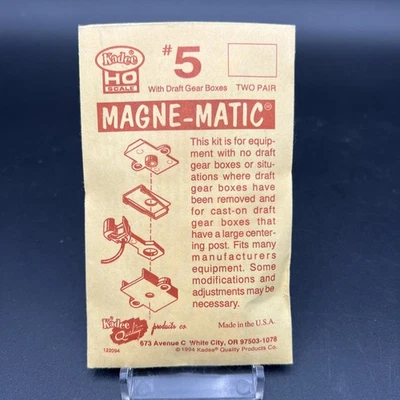 Kadee
HO
SCALE
#5
With Draft Gear Boxes
TWO PAIR
MAGNE-MATIC
This kit is for equip-
ment with no draft
gear boxes or situ-
ations where draft
gear boxes have
been removed and
for cast-on draft
gear boxes that
have a large center-
ing post. Fits many
manufacturers
equipment. Some
modifications and
adjustments may be
necessary.
Kadee Quality products co.
Made in the U.S.A.
673 Avenue C White City, OR 97503-1078
© 1994 Kadee® Quality Products Co.
122094